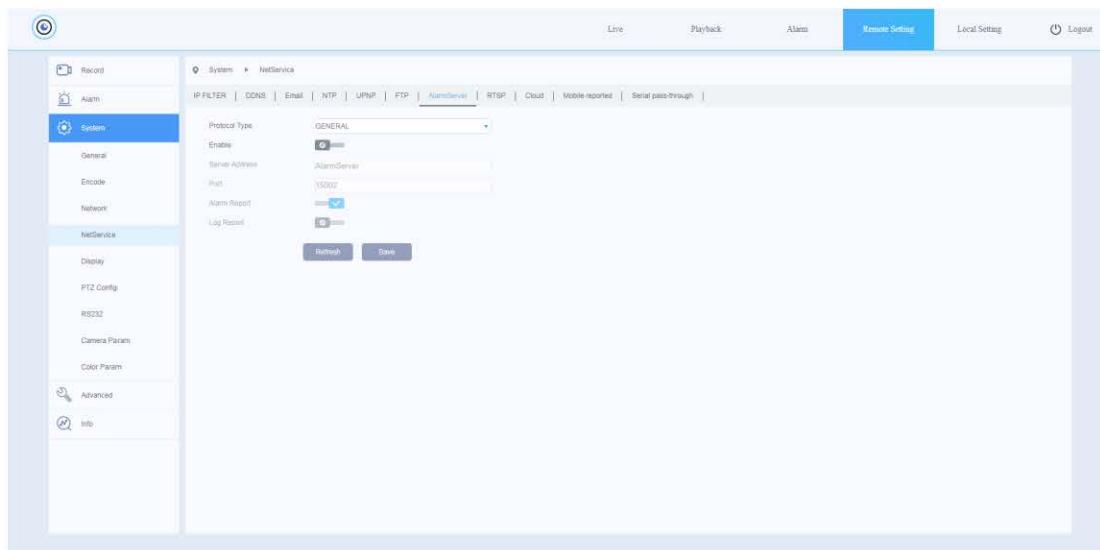 Live Playback Alarm Remote Setting Local Setting Logout
Record
System NetService
Alarm
IP FILTER | DDNS | Email | NTP | UPNP | FTP | AlarmServer | RTSP | Cloud | Mobile reported | Serial pass-through |
System
Protocol Type GENERAL
Enable
General
Server Address AlarmServer
Encode
Port 15002
Alarm Report
Network
Log Report
NetService
Refresh Save
Display
PTZ Config
RS232
Camera Param
Color Param
Advanced
Info